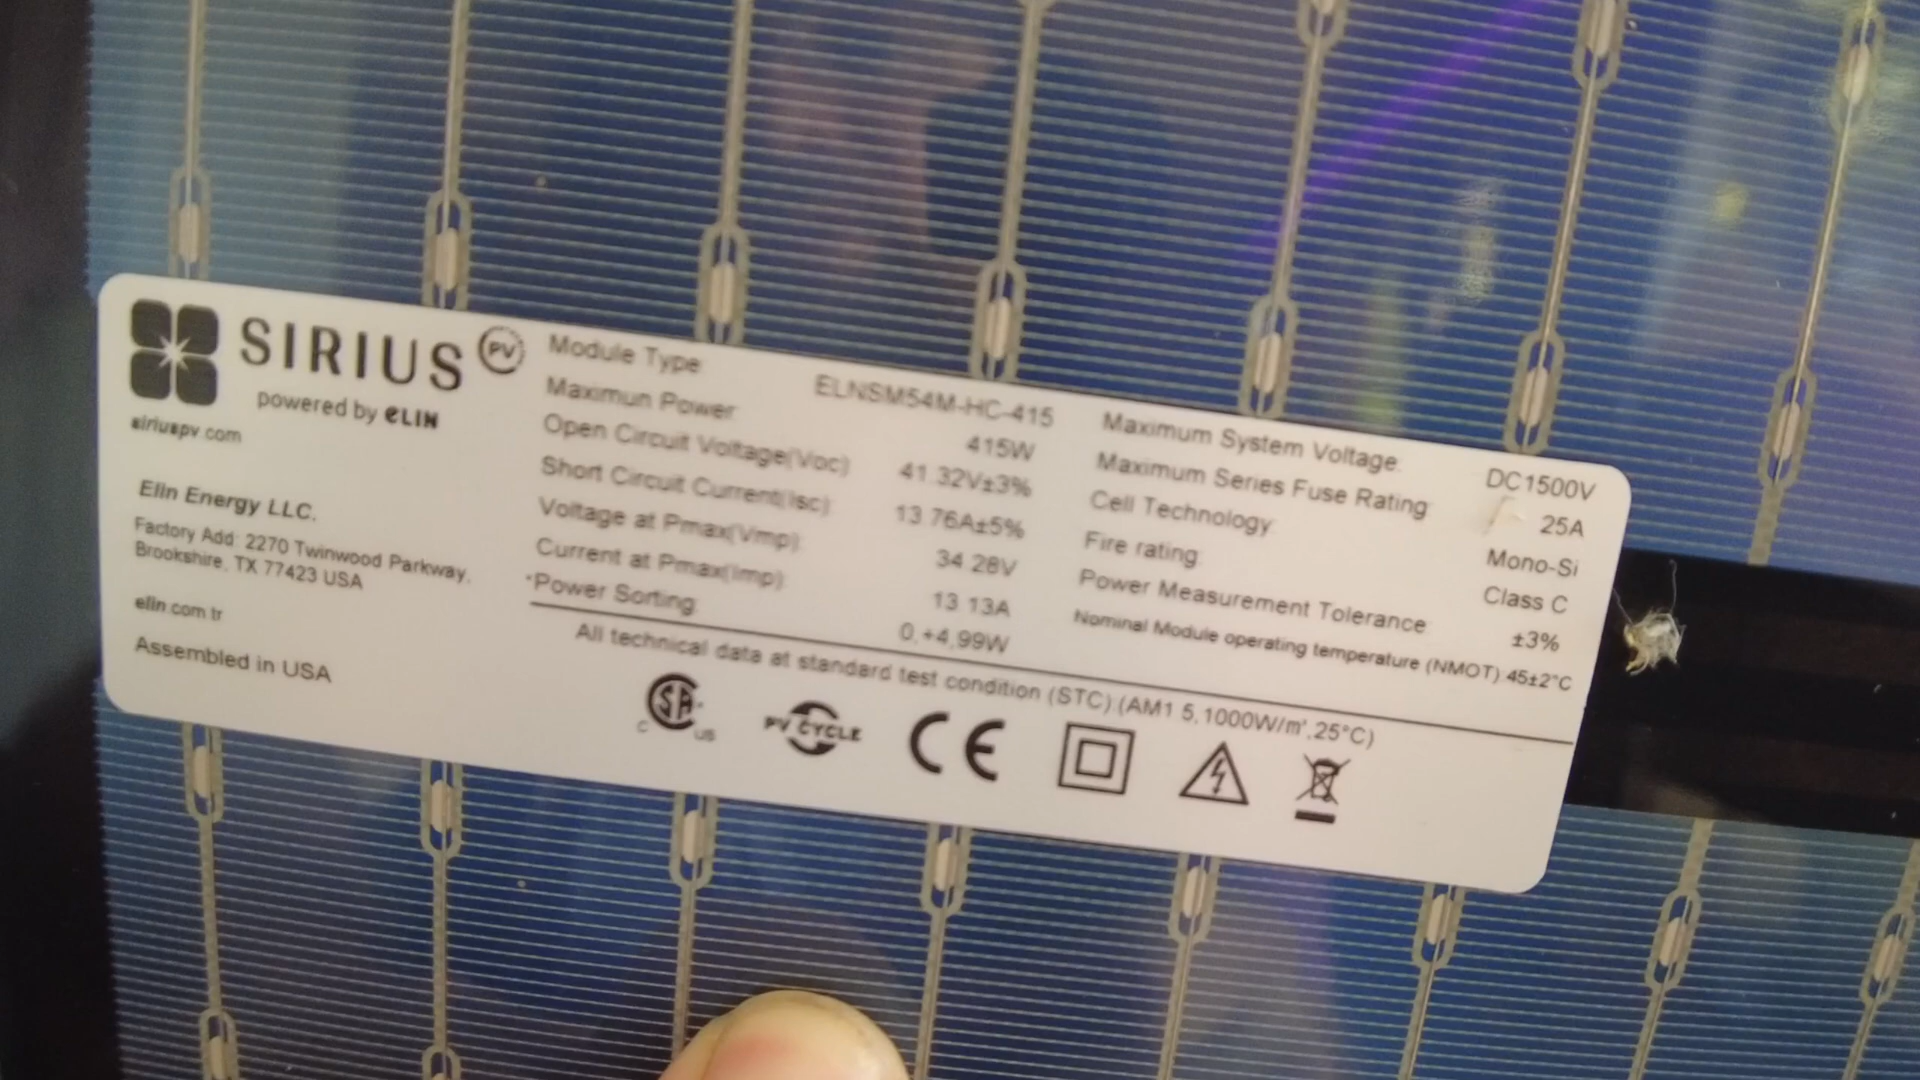 SIRIUS PV
powered by eLIN
siriuspv.com
Elin Energy LLC.
Factory Add: 2270 Twinwood Parkway,
Brookshire, TX 77423 USA
elin.com.tr
Assembled in USA
Module Type: ELNSM54M-HC-415
Maximun Power: 415W
Open Circuit Voltage(Voc) 41.32V±3%
Short Circuit Current(Isc): 13.76A±5%
Voltage at Pmax(Vmp): 34.28V
Current at Pmax(Imp): 13.13A
*Power Sorting: 0,+4,99W
Maximum System Voltage: DC1500V
Maximum Series Fuse Rating: 25A
Cell Technology: Mono-Si
Fire rating: Class C
Power Measurement Tolerance: ±3%
Nominal Module operating temperature (NMOT):45±2°C
All technical data at standard test condition (STC):(AM1.5,1000W/m²,25°C)
C SA US
PV CYCLE
CE